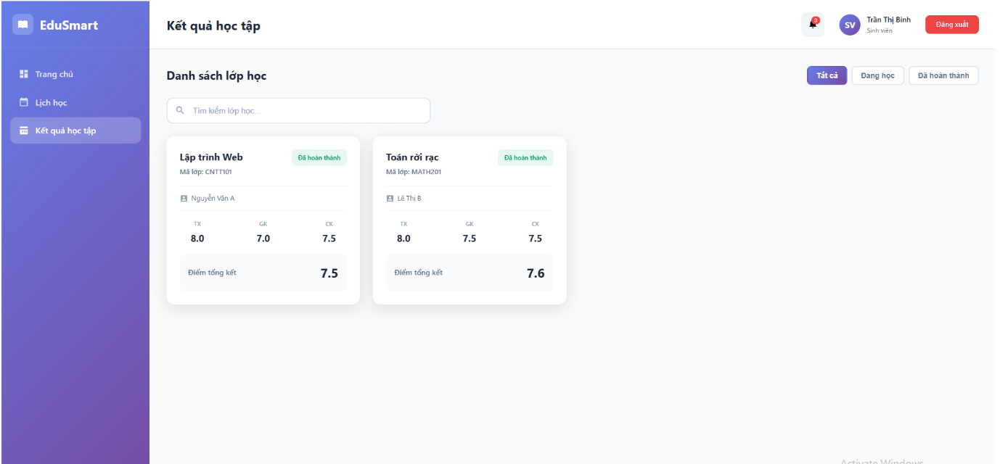 EduSmart
Trang chủ
Lịch học
Kết quả học tập
Kết quả học tập
3
SV
Trần Thị Bình
Sinh viên
Đăng xuất
Danh sách lớp học
Tất cả
Đang học
Đã hoàn thành
Tìm kiếm lớp học...
Lập trình Web
Đã hoàn thành
Mã lớp: CNTT101
Nguyễn Văn A
TX GK CK
8.0 7.0 7.5
Điểm tổng kết 7.5
Toán rời rạc
Đã hoàn thành
Mã lớp: MATH201
Lê Thị B
TX GK CK
8.0 7.5 7.5
Điểm tổng kết 7.6
Activate Windows